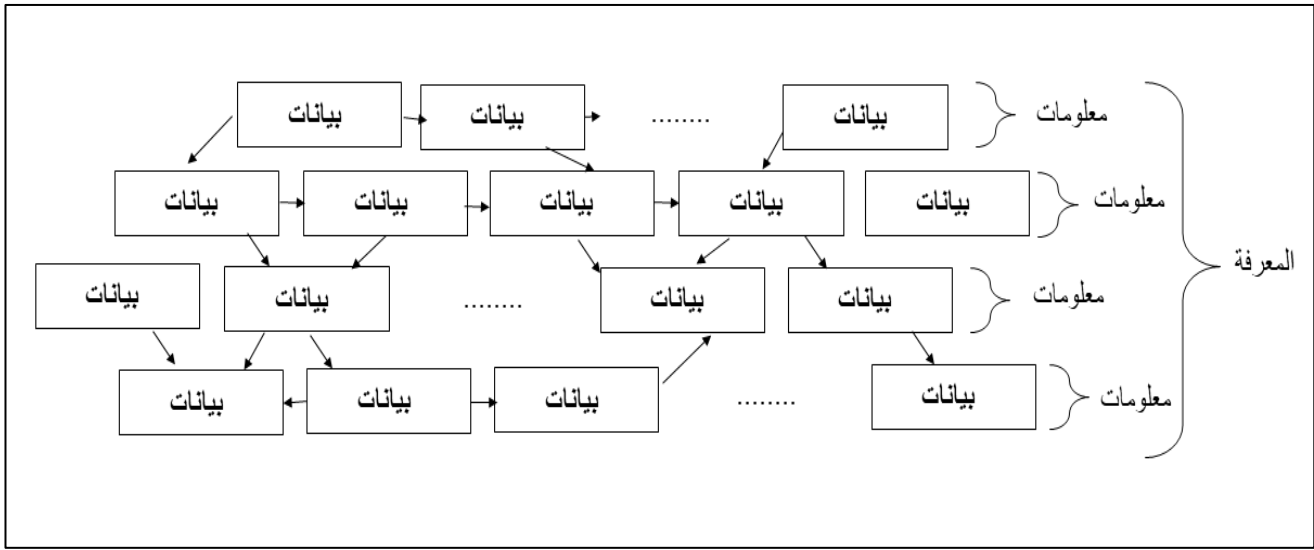 بيانات بيانات ........ بيانات معلومات
بيانات بيانات بيانات بيانات بيانات معلومات
المعرفة
بيانات بيانات ........ بيانات بيانات معلومات
بيانات بيانات بيانات ........ بيانات معلومات